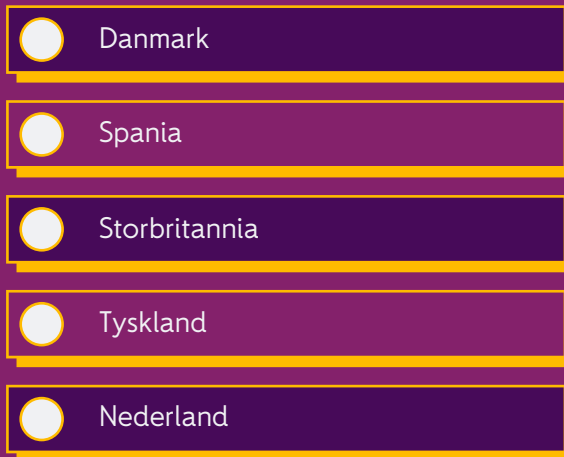 Danmark
Spania
Storbritannia
Tyskland
Nederland